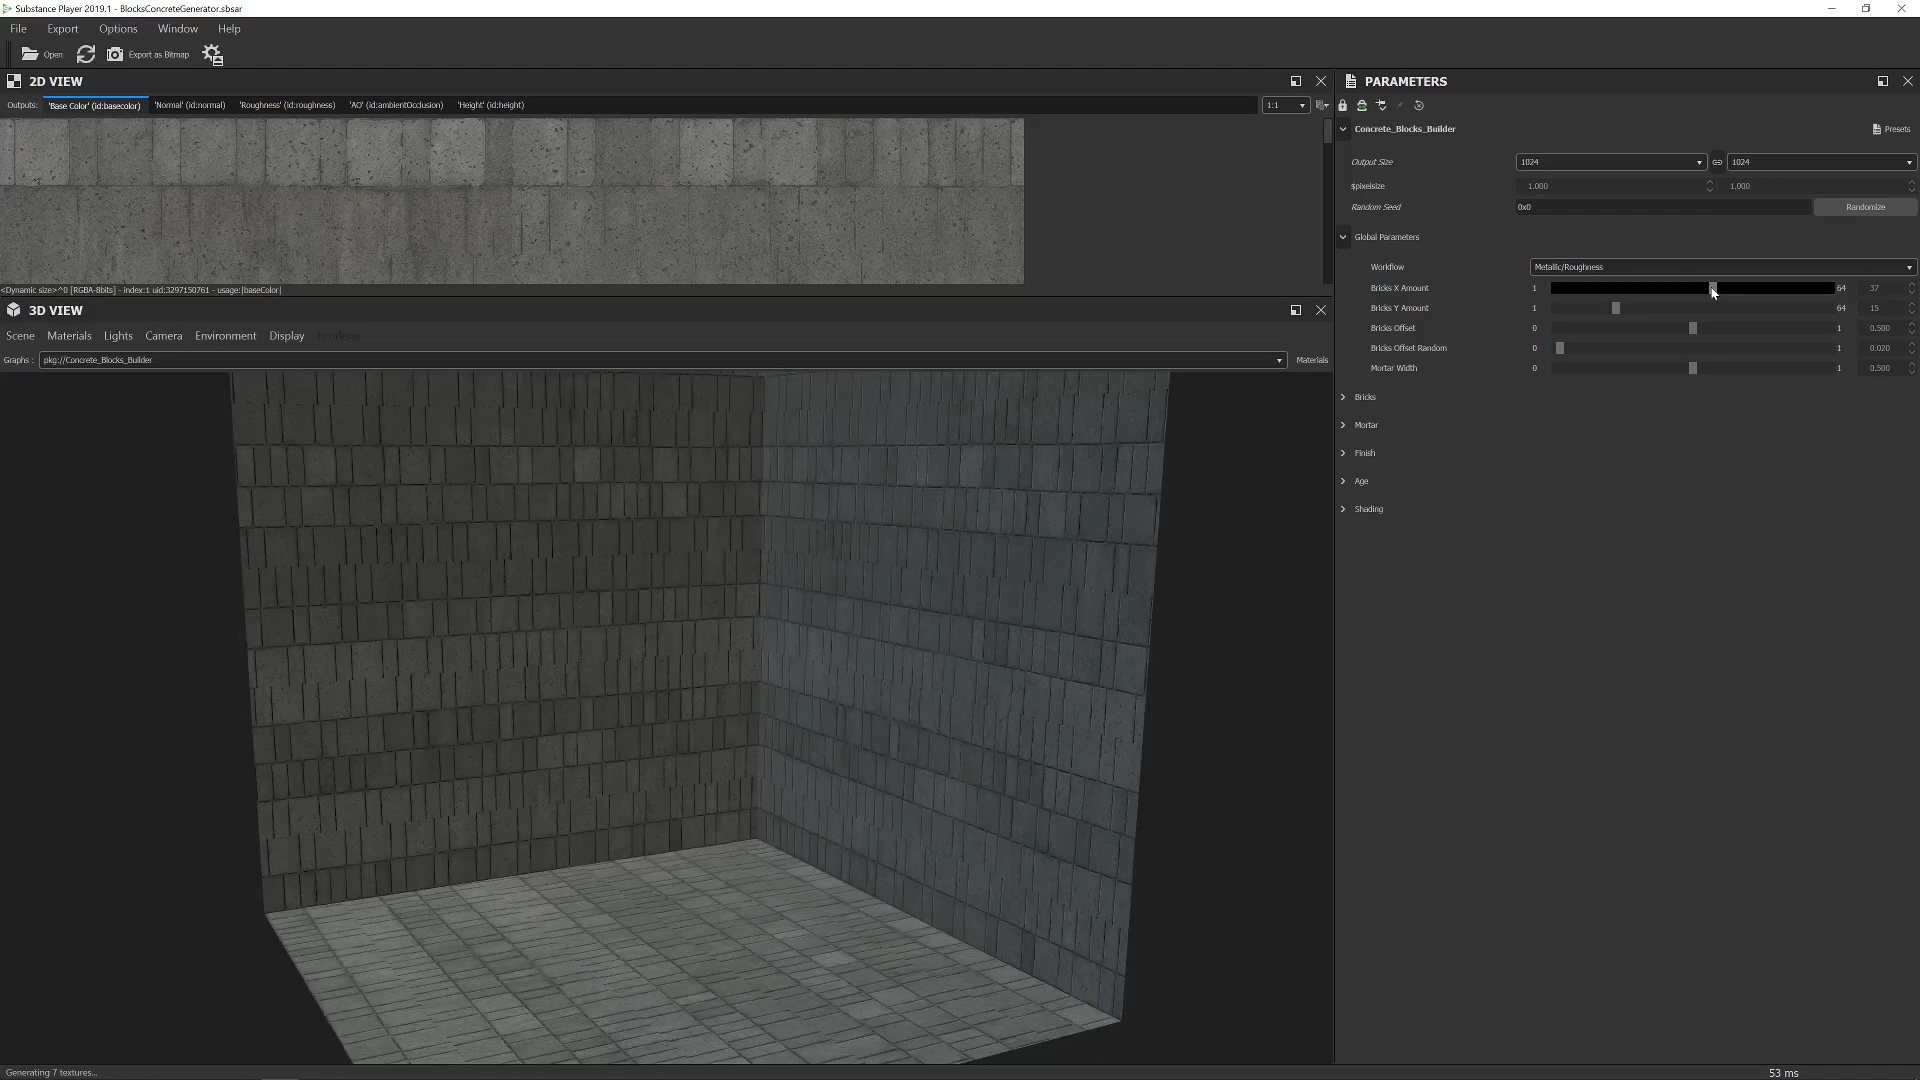 Substance Player 2019.1 - BlocksConcreteGenerator.sbsar
File Export Options Window Help
Open Export as Bitmap
2D VIEW
Outputs: 'Base Color' (id:basecolor) 'Normal' (id:normal) 'Roughness' (id:roughness) 'AO' (id:ambientOcclusion) 'Height' (id:height) 1:1
<Dynamic size>^0 [RGBA-8bits] - index:1 uid:3297150761 - usage:|baseColor|
3D VIEW
Scene Materials Lights Camera Environment Display Renderer
Graphs : pkg://Concrete_Blocks_Builder Materials
Generating 7 textures...
PARAMETERS
Concrete_Blocks_Builder Presets
Output Size 1024 1024
$pixelsize 1.000 1.000
Random Seed 0x0 Randomize
Global Parameters
Workflow Metallic/Roughness
Bricks X Amount 1 64 37
Bricks Y Amount 1 64 15
Bricks Offset 0 1 0.500
Bricks Offset Random 0 1 0.020
Mortar Width 0 1 0.500
Bricks
Mortar
Finish
Age
Shading
53 ms